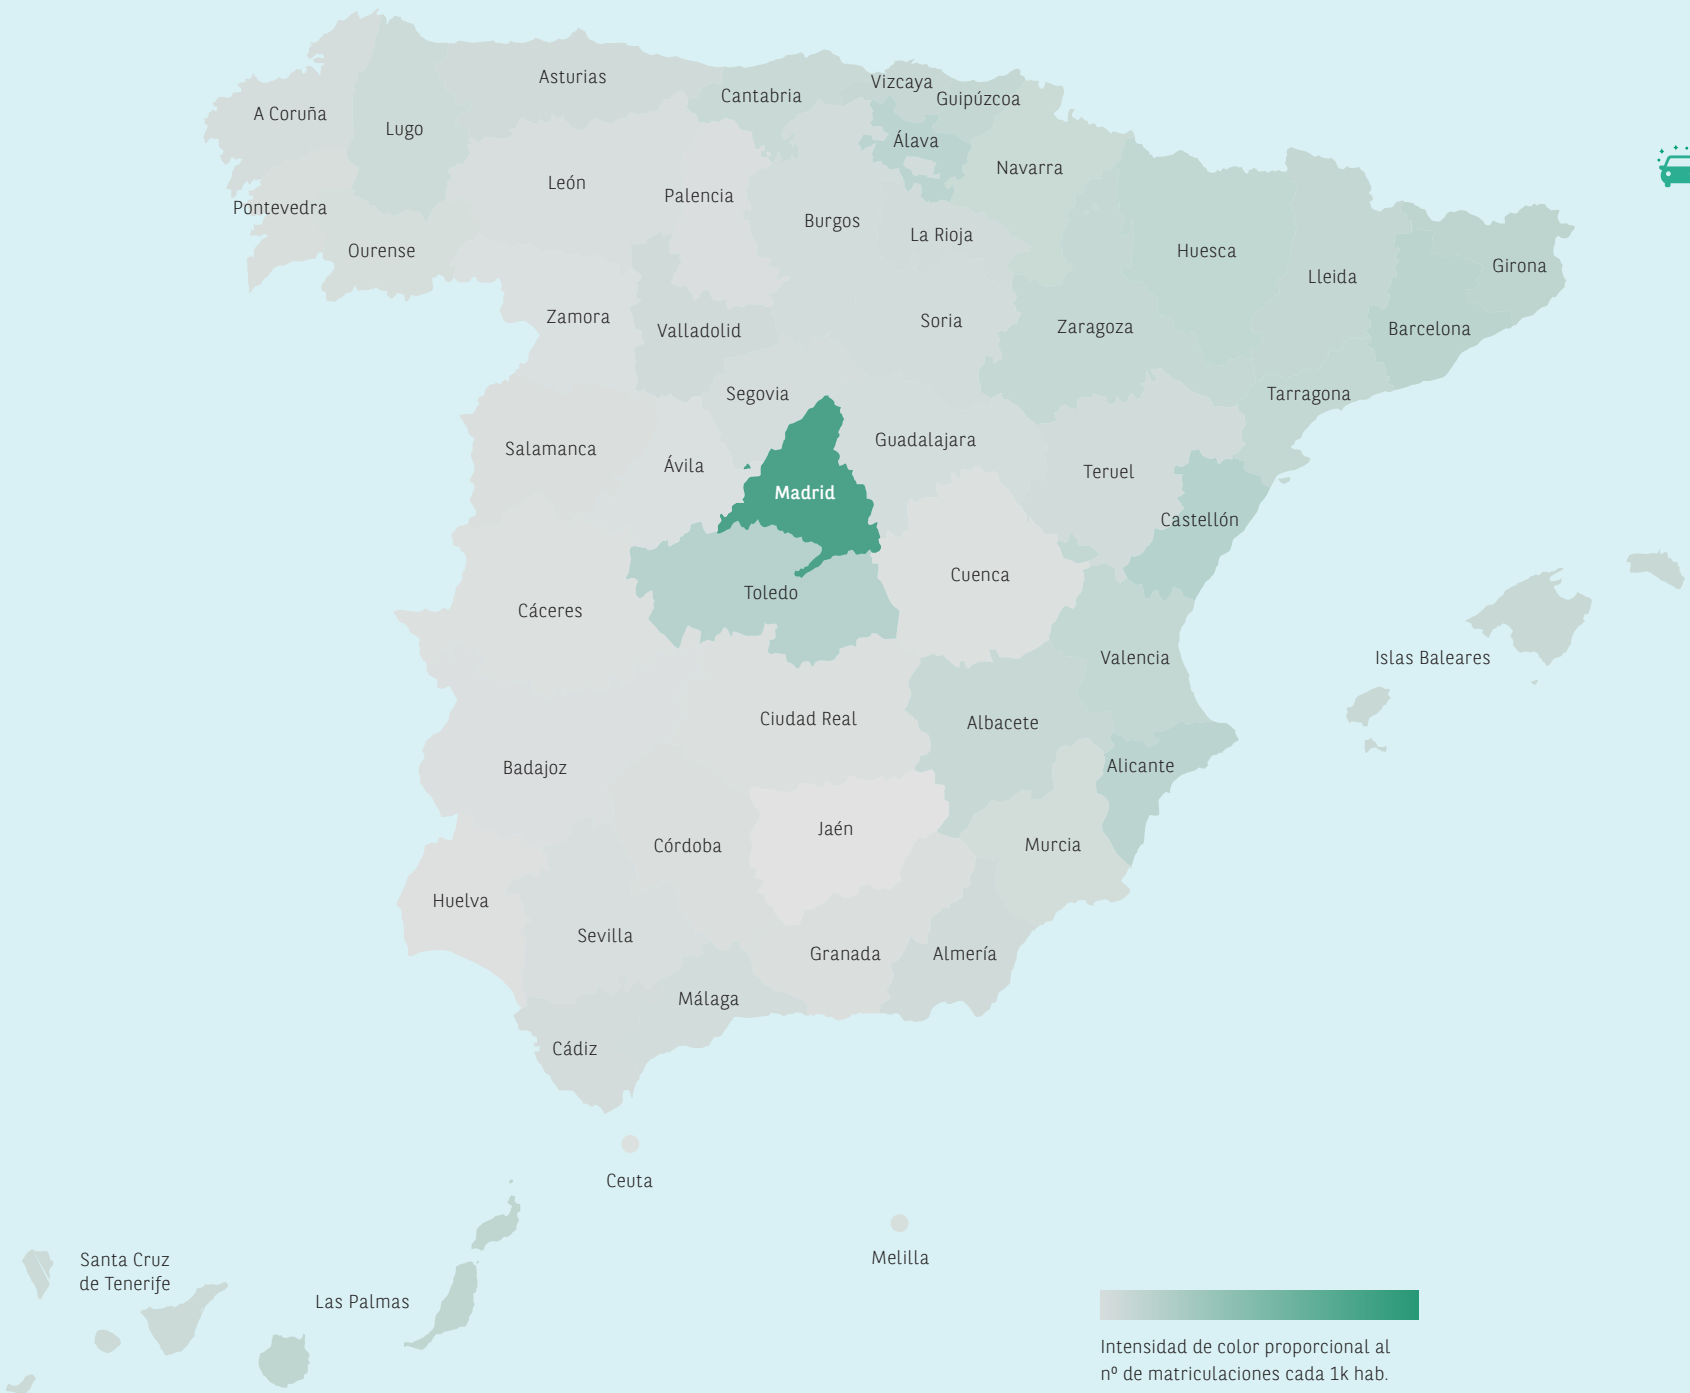 Asturias
Vizcaya
Cantabria
Guipúzcoa
A Coruña
Lugo
Álava
Navarra
León
Palencia
Pontevedra
Burgos
La Rioja
Ourense
Huesca
Girona
Lleida
Zamora
Soria
Zaragoza
Barcelona
Valladolid
Segovia
Tarragona
Guadalajara
Salamanca
Ávila
Teruel
Madrid
Castellón
Cuenca
Toledo
Cáceres
Valencia
Islas Baleares
Ciudad Real
Albacete
Badajoz
Alicante
Jaén
Córdoba
Murcia
Huelva
Sevilla
Granada
Almería
Málaga
Cádiz
Ceuta
Melilla
Santa Cruz
de Tenerife
Las Palmas
Intensidad de color proporcional al
nº de matriculaciones cada 1k hab.